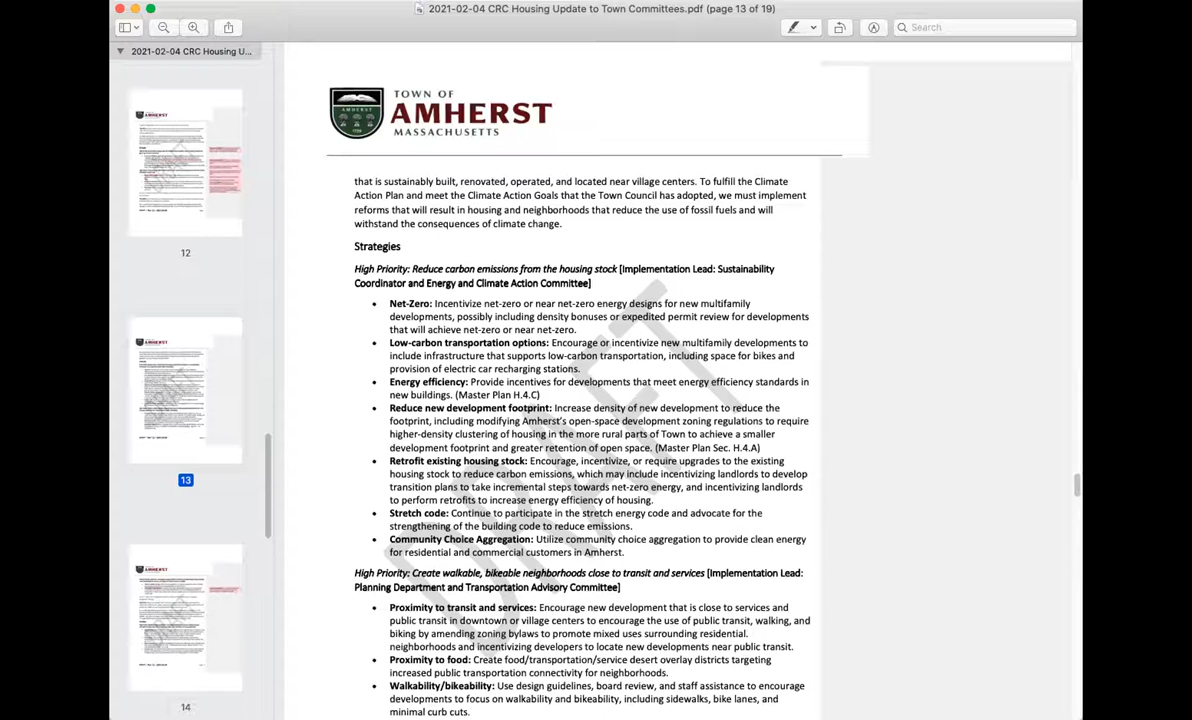 2021-02-04 CRC Housing Update to Town Committees.pdf (page 13 of 19)
Search
2021-02-04 CRC Housing U...
12
13
14
TOWN OF
AMHERST
MASSACHUSETTS
AMHERST
that is sustainably built, renovated, operated, and located near village centers. To fulfill the Climate
Action Plan and meet the Climate Action Goals that the Town Council has adopted, we must implement
reforms that will result in housing and neighborhoods that reduce the use of fossil fuels and will
withstand the consequences of climate change.
Strategies
High Priority: Reduce carbon emissions from the housing stock [Implementation Lead: Sustainability
Coordinator and Energy and Climate Action Committee]
• Net-Zero: Incentivize net-zero or near net-zero energy designs for new multifamily
developments, possibly including density bonuses or expedited permit review for developments
that will achieve net-zero or near net-zero.
• Low-carbon transportation options: Encourage or incentivize new multifamily developments to
include infrastructure that supports low-carbon transportation, including space for bikes and
provision of electric car recharging stations.
• Energy efficiency: Provide incentives for developments that meet energy efficiency standards in
new buildings. (Master Plan H.4.C)
• Reduce new development footprint: Increase density of new development to reduce the
footprint, including modifying Amherst's open-space development zoning regulations to require
higher-density clustering of housing in the more rural parts of Town to achieve a smaller
development footprint and greater retention of open space. (Master Plan Sec. H.4.A)
• Retrofit existing housing stock: Encourage, incentivize, or require upgrades to the existing
housing stock to reduce carbon emissions, which may include incentivizing landlords to develop
transition plans to take incremental steps towards net-zero energy, and incentivizing landlords
to perform retrofits to increase energy efficiency of housing.
• Stretch code: Continue to participate in the stretch energy code and advocate for the
strengthening of the building code to reduce emissions.
• Community Choice Aggregation: Utilize community choice aggregation to provide clean energy
for residential and commercial customers in Amherst.
High Priority: Create walkable, bikeable neighborhoods close to transit and services [Implementation Lead:
Planning Department and Transportation Advisory Committee]
• Proximity to transit and services: Encourage new development that is close to services and
public transit in downtown or village centers to encourage the use of public transit, walking, and
biking by amending zoning bylaws to promote mixed uses surrounding residential.
neighborhoods and incentivizing developers to locate new developments near public transit.
• Proximity to food: Create food/transportation/service desert overlay districts targeting
increased public transportation connectivity for neighborhoods.
• Walkability/bikeability: Use design guidelines, board review, and staff assistance to encourage
developments to focus on walkability and bikeability, including sidewalks, bike lanes, and
minimal curb cuts.
DRAFT